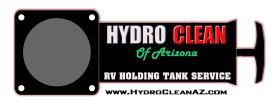 HYDRO CLEAN
Of Arizona
RV HOLDING TANK SERVICE
WWW.HYDROCLEANAZ.COM